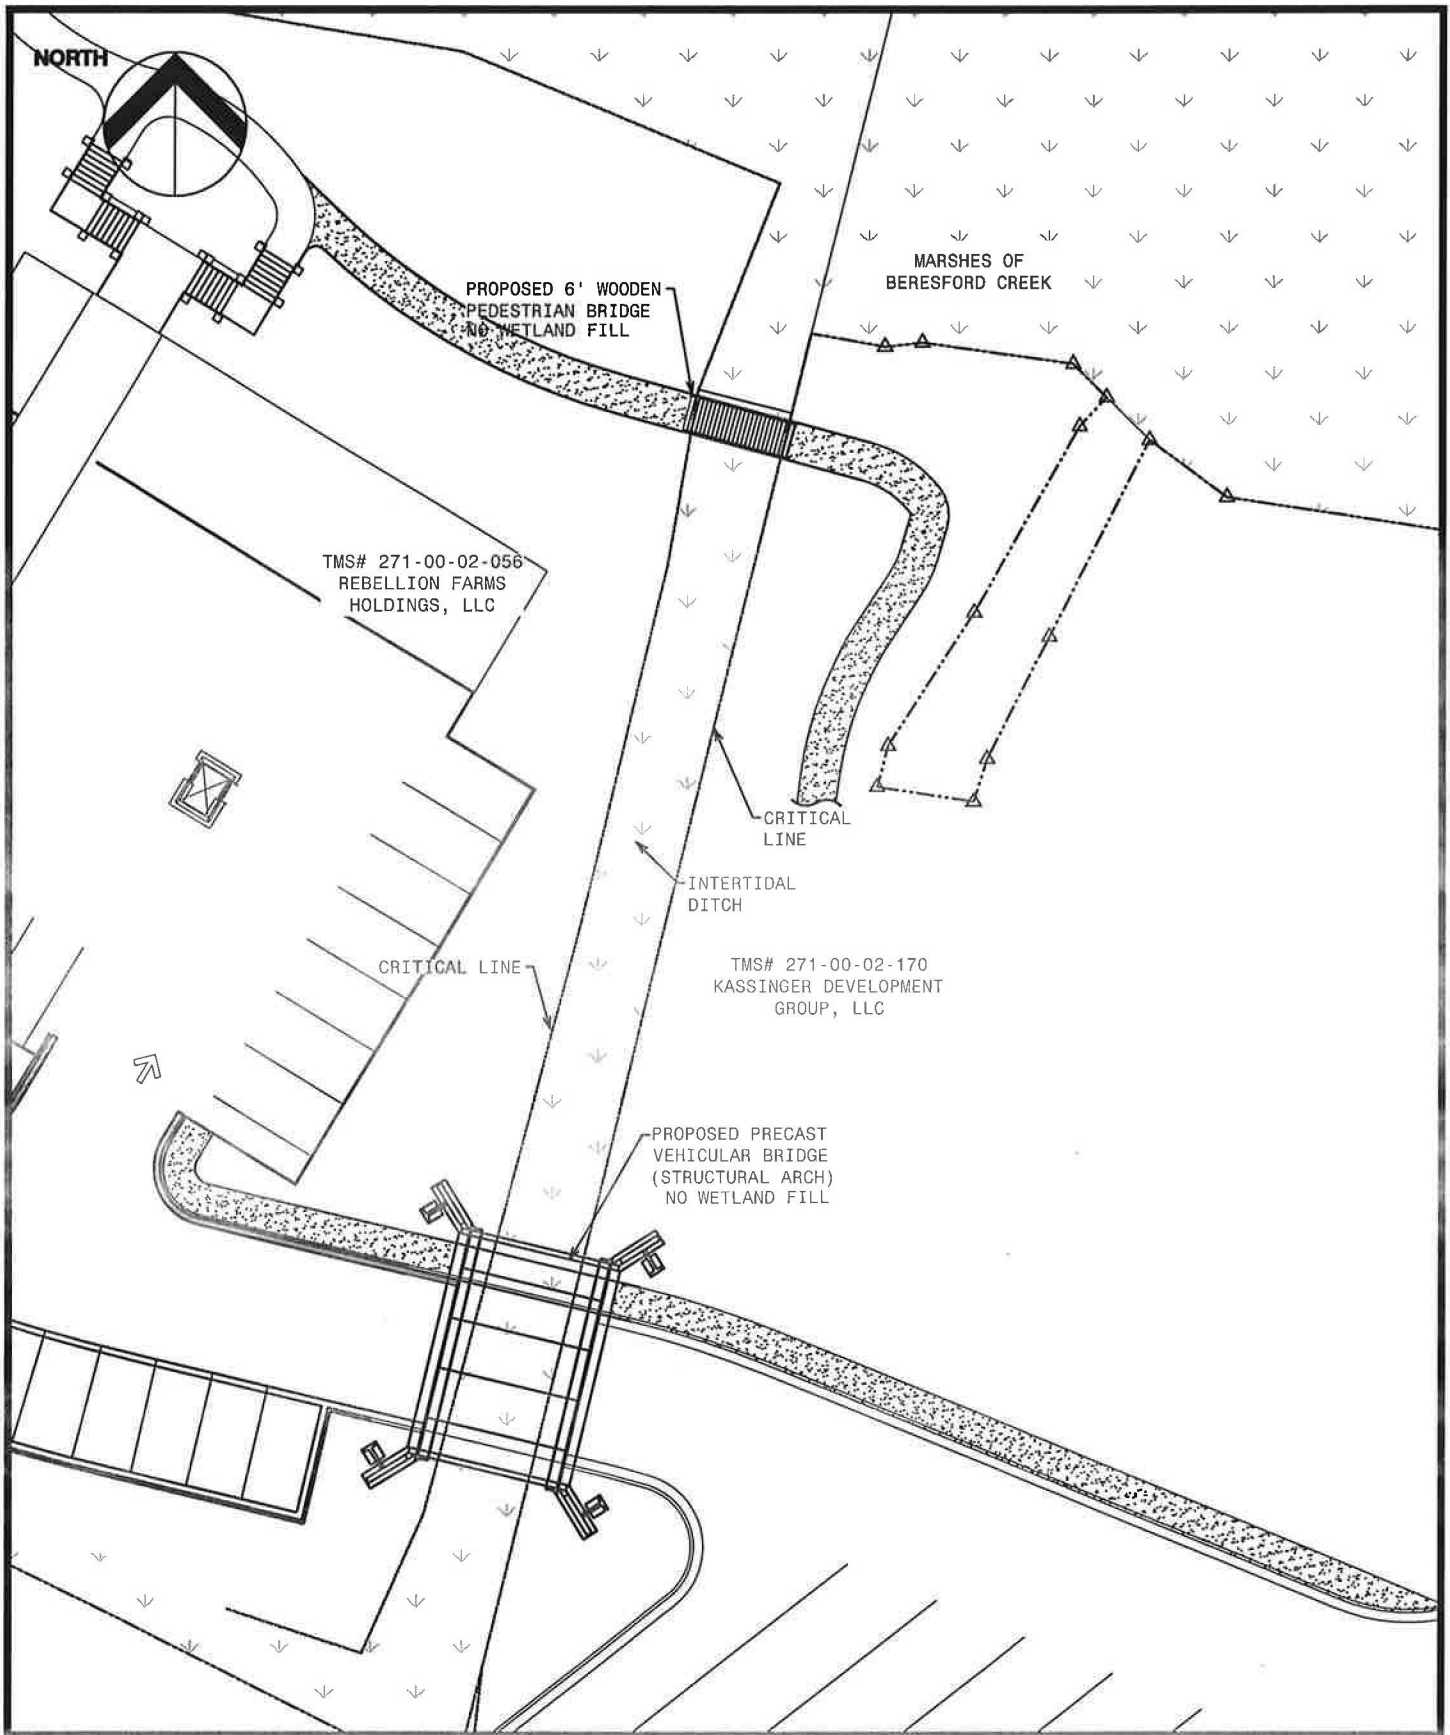 NORTH
MARSHES OF
BERESFORD CREEK
PROPOSED 6' WOODEN
PEDESTRIAN BRIDGE
NO WETLAND FILL
TMS# 271-00-02-056
REBELLION FARMS
HOLDINGS, LLC
CRITICAL
LINE
INTERTIDAL
DITCH
CRITICAL LINE
TMS# 271-00-02-170
KASSINGER DEVELOPMENT
GROUP, LLC
PROPOSED PRECAST
VEHICULAR BRIDGE
(STRUCTURAL ARCH)
NO WETLAND FILL